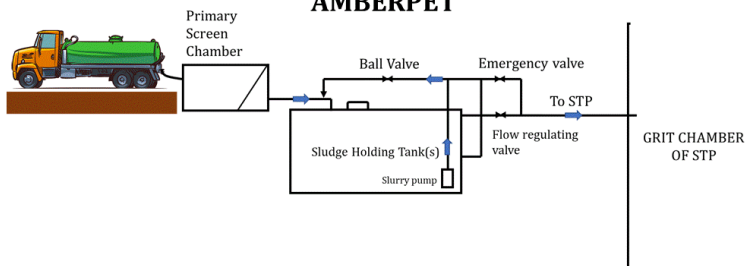 AMBERPET
Primary
Screen
Chamber
Ball Valve
Emergency valve
To STP
Flow regulating
valve
GRIT CHAMBER
OF STP
Sludge Holding Tank(s)
Slurry pump